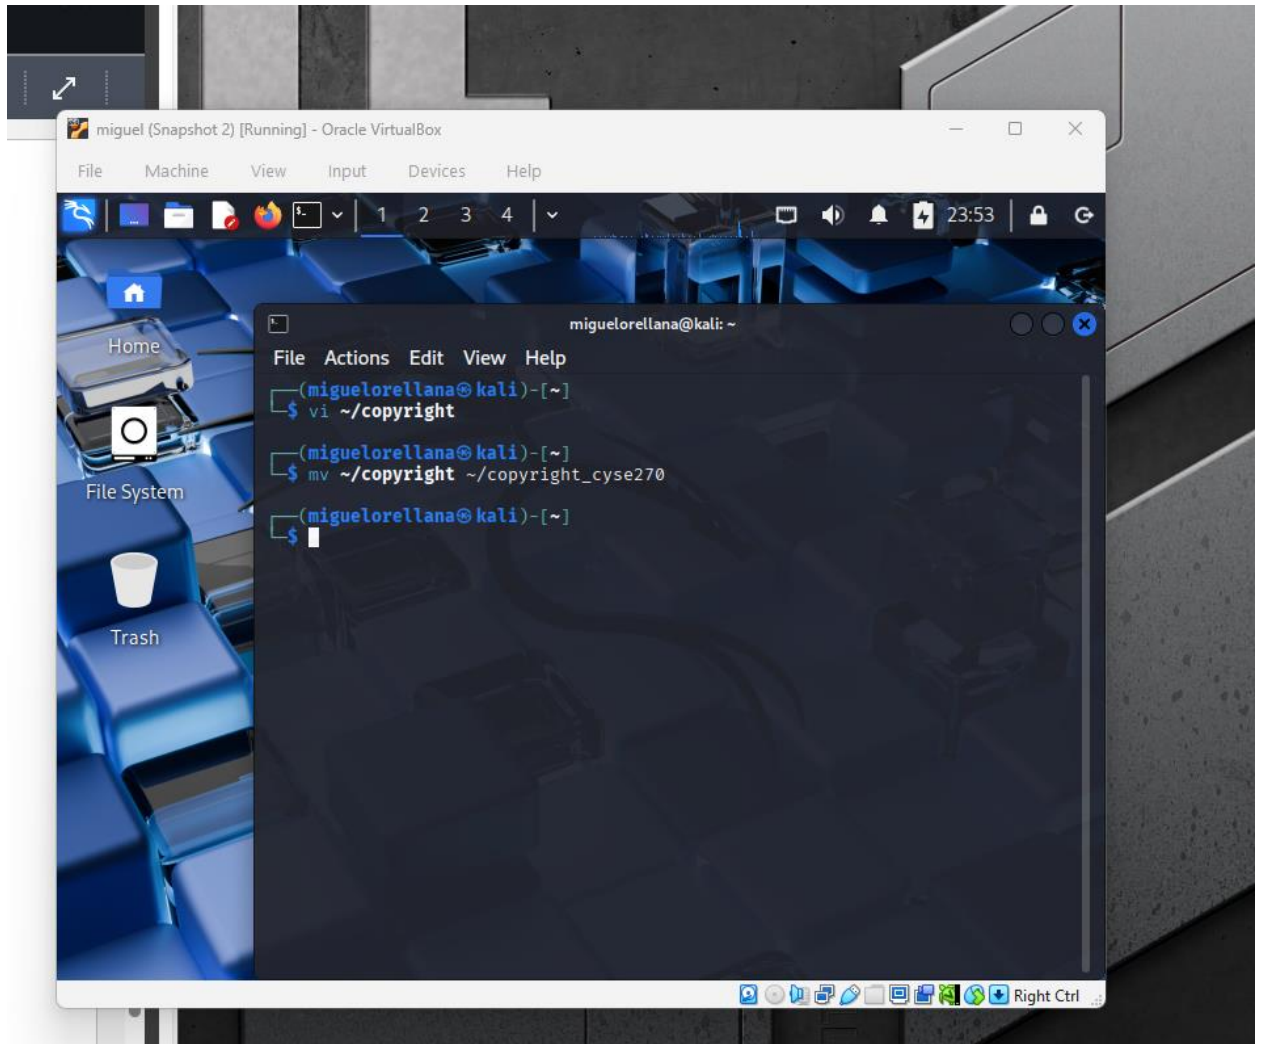 miguel (Snapshot 2) [Running] - Oracle VirtualBox
File Machine View Input Devices Help
1 2 3 4 23:53
Home
File System
Trash
miguelorellana@kali: ~
File Actions Edit View Help
┌──(miguelorellana㉿kali)-[~]
└─$ vi ~/copyright
┌──(miguelorellana㉿kali)-[~]
└─$ mv ~/copyright ~/copyright_cyse270
┌──(miguelorellana㉿kali)-[~]
└─$
Right Ctrl